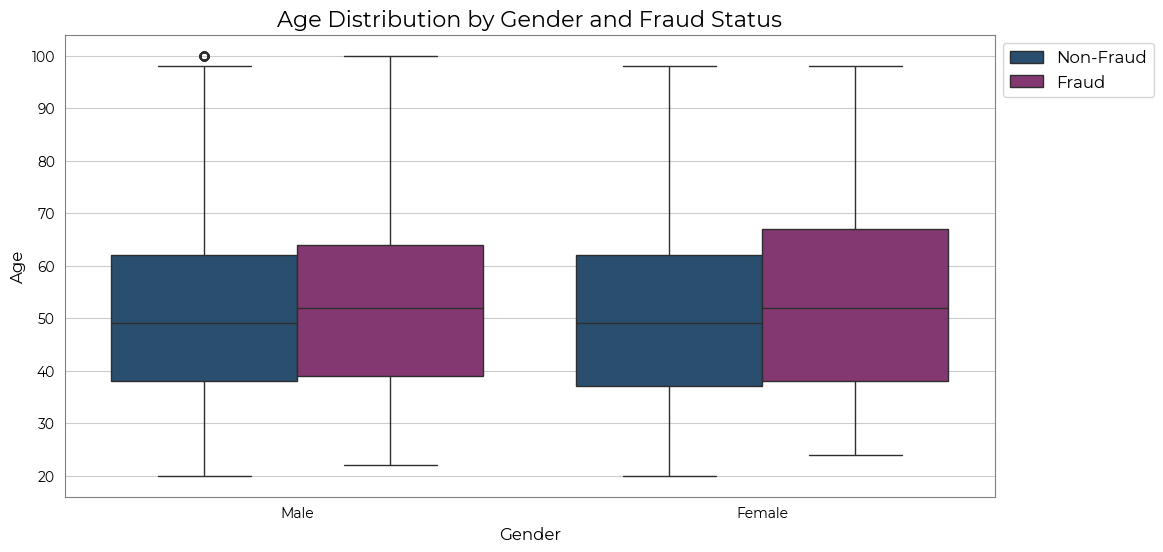 Age Distribution by Gender and Fraud Status
Non-Fraud
Fraud
100
90
80
70
60
50
40
30
20
Age
Male
Female
Gender